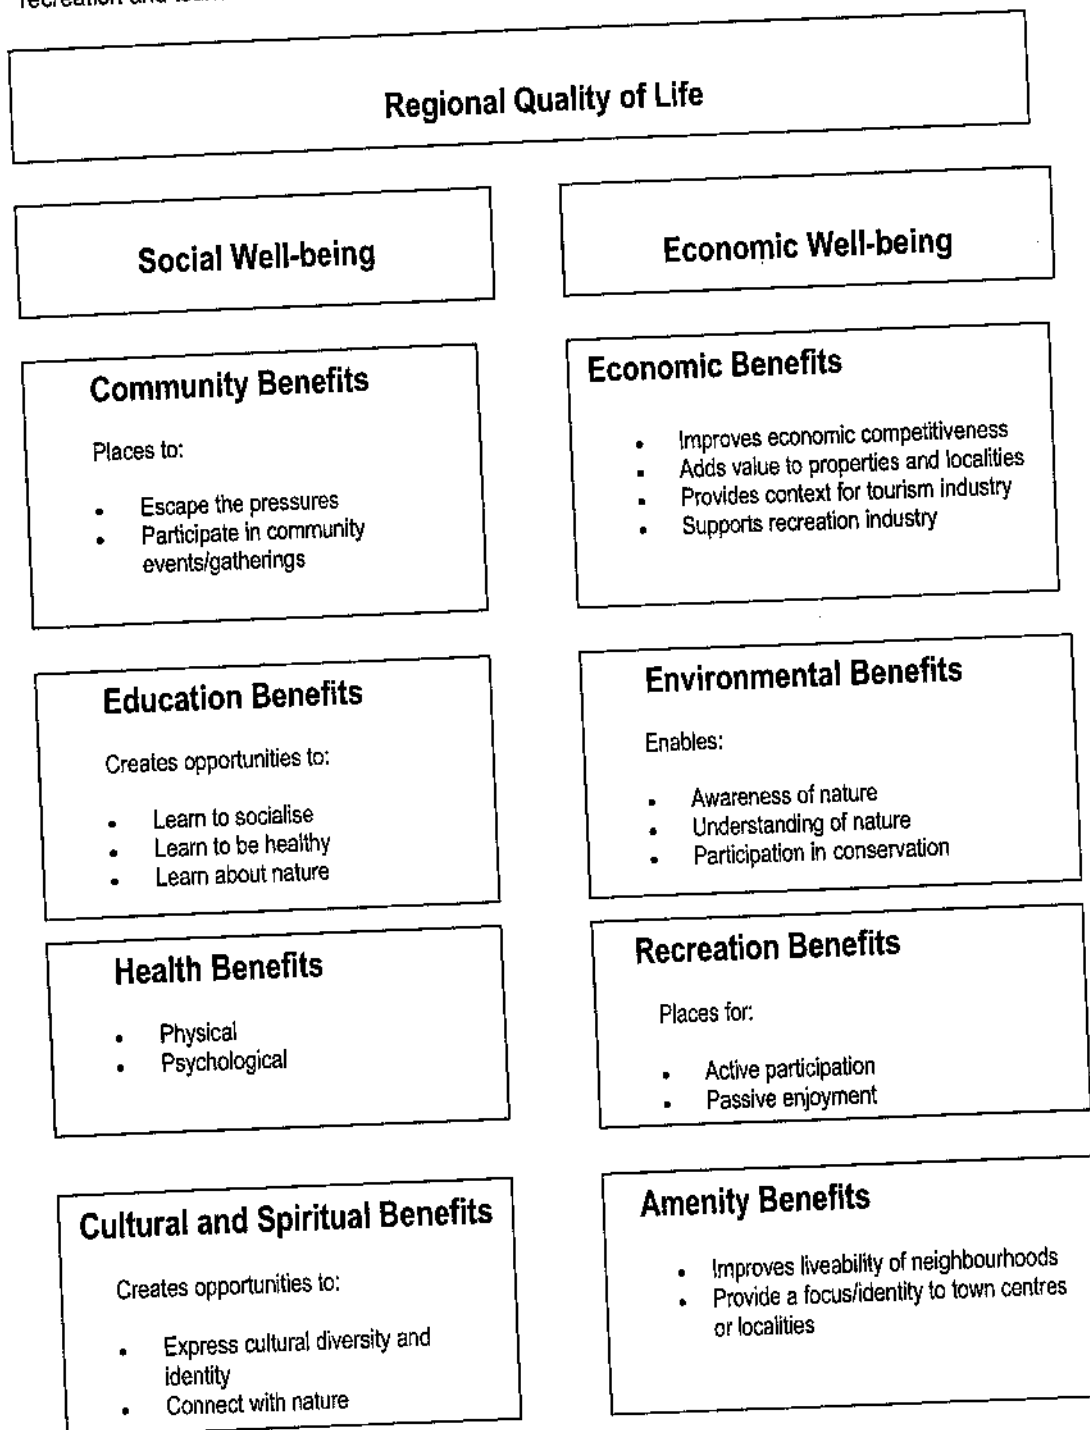 recreation and
Regional Quality of Life
Social Well-being
Economic Well-being
Community Benefits
Places to:
• Escape the pressures
• Participate in community
events/gatherings
Economic Benefits
• Improves economic competitiveness
• Adds value to properties and localities
• Provides context for tourism industry
• Supports recreation industry
Education Benefits
Creates opportunities to:
• Learn to socialise
• Learn to be healthy
• Learn about nature
Environmental Benefits
Enables:
• Awareness of nature
• Understanding of nature
• Participation in conservation
Health Benefits
• Physical
• Psychological
Recreation Benefits
Places for:
• Active participation
• Passive enjoyment
Cultural and Spiritual Benefits
Creates opportunities to:
• Express cultural diversity and
identity
• Connect with nature
Amenity Benefits
• Improves liveability of neighbourhoods
• Provide a focus/identity to town centres
or localities